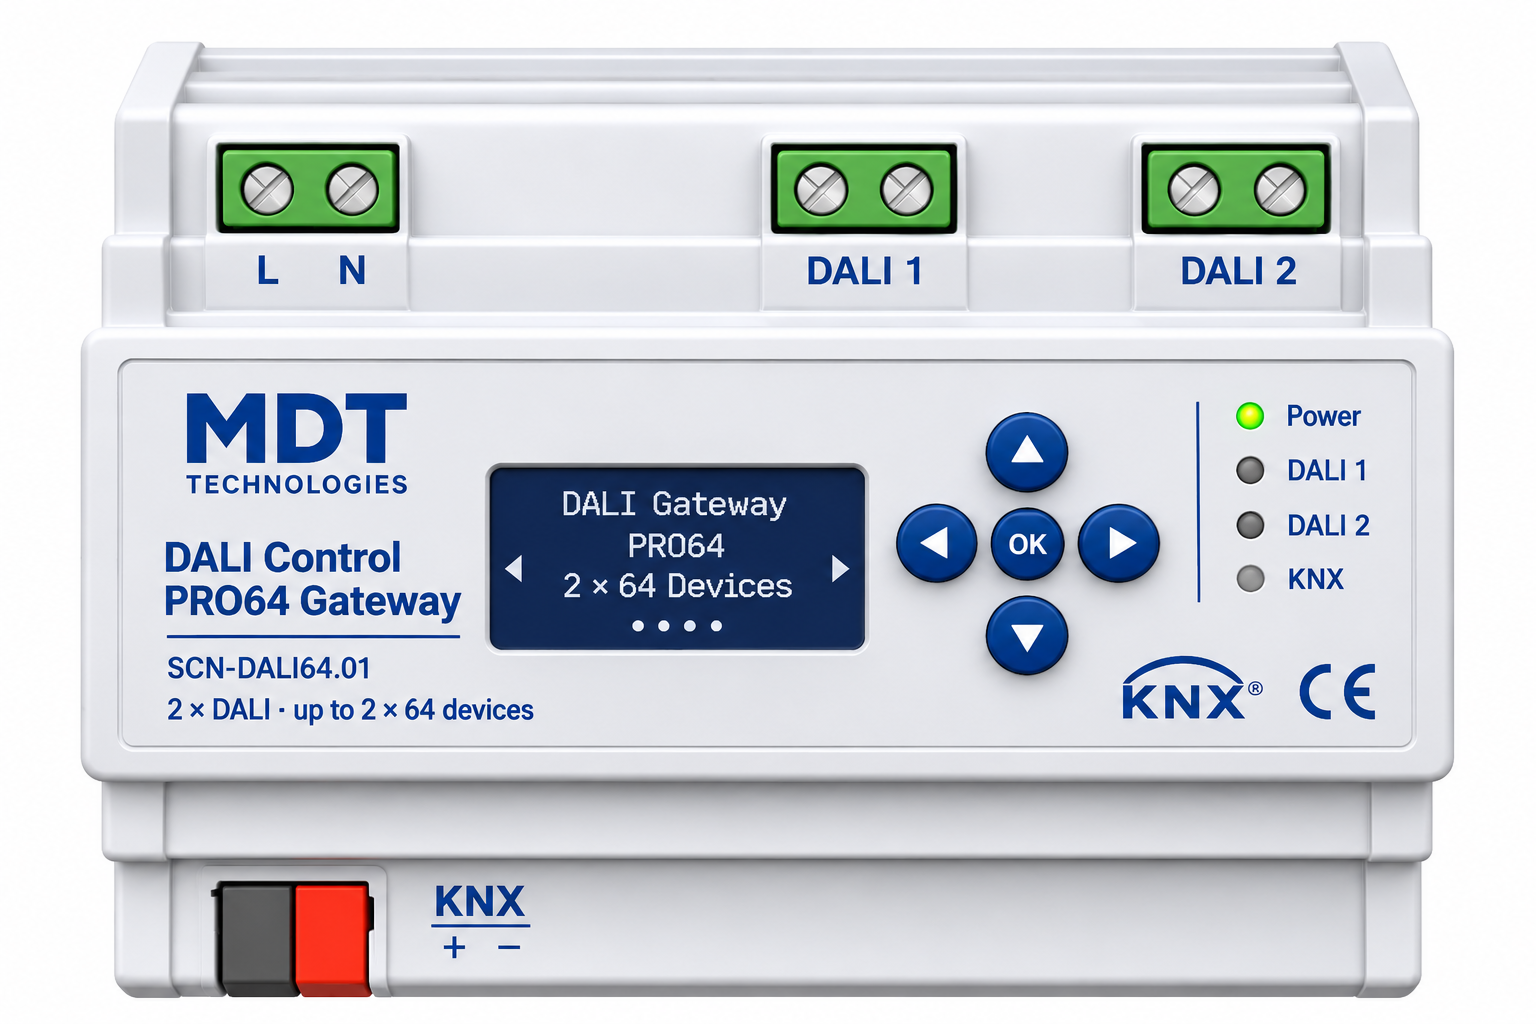 L N
DALI 1
DALI 2
MDT
TECHNOLOGIES
DALI Control
PRO64 Gateway
SCN-DALI64.01
2 × DALI · up to 2 × 64 devices
DALI Gateway
PRO64
2 × 64 Devices
OK
Power
DALI 1
DALI 2
KNX
KNX®
CE
KNX
+ −